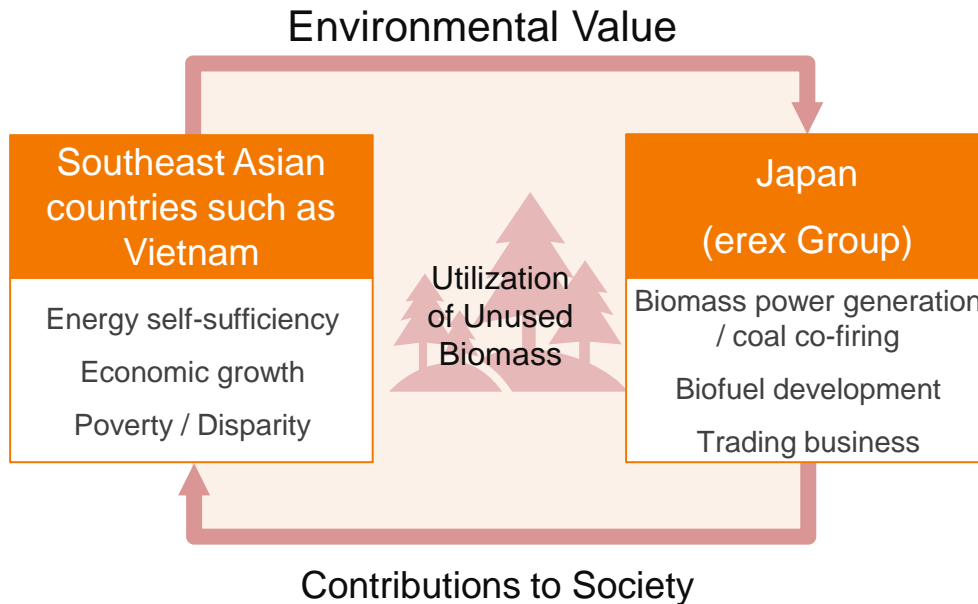 Environmental Value
Southeast Asian
countries such as
Vietnam
Energy self-sufficiency
Economic growth
Poverty / Disparity
Utilization
of Unused
Biomass
Japan
(erex Group)
Biomass power generation
/ coal co-firing
Biofuel development
Trading business
Contributions to Society